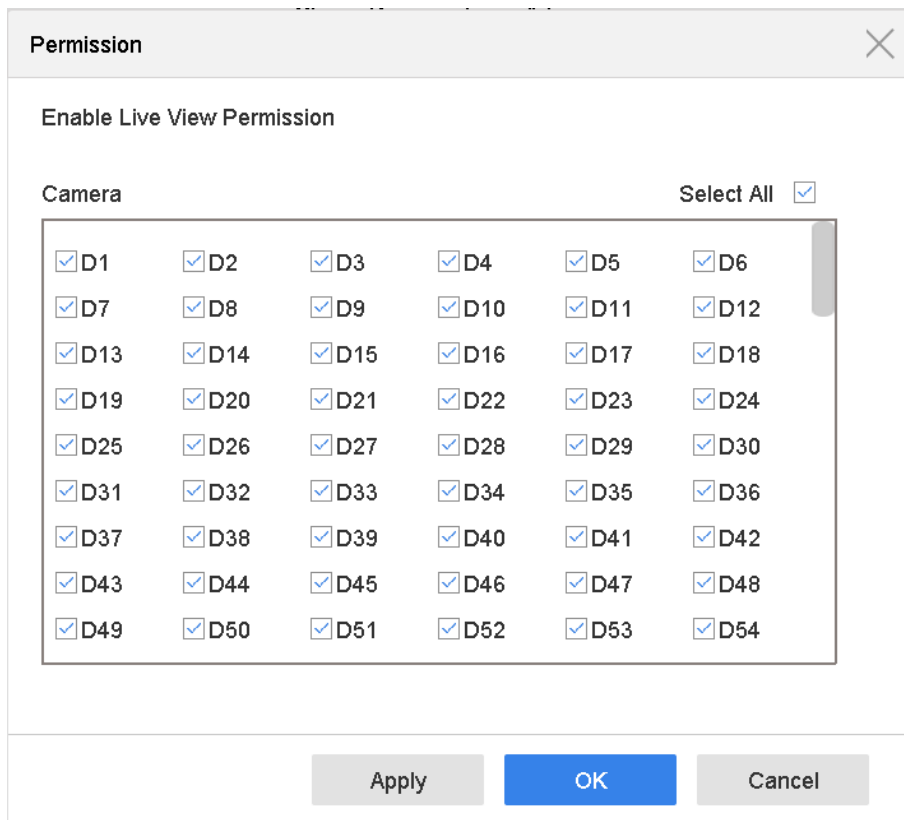 Permission
Enable Live View Permission
Camera Select All
D1 D2 D3 D4 D5 D6
D7 D8 D9 D10 D11 D12
D13 D14 D15 D16 D17 D18
D19 D20 D21 D22 D23 D24
D25 D26 D27 D28 D29 D30
D31 D32 D33 D34 D35 D36
D37 D38 D39 D40 D41 D42
D43 D44 D45 D46 D47 D48
D49 D50 D51 D52 D53 D54
Apply OK Cancel